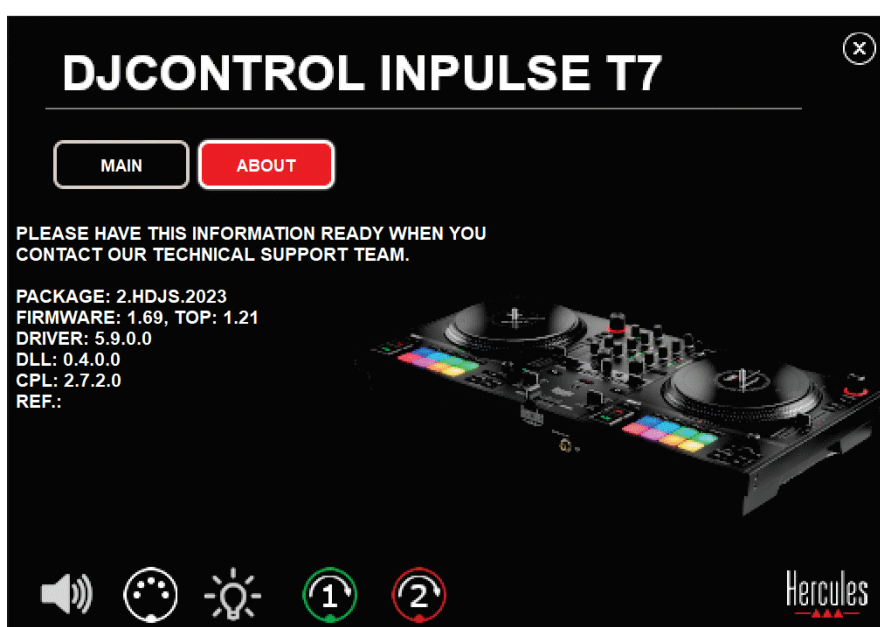 DJCONTROL INPULSE T7
MAIN
ABOUT
PLEASE HAVE THIS INFORMATION READY WHEN YOU
CONTACT OUR TECHNICAL SUPPORT TEAM.
PACKAGE: 2.HDJS.2023
FIRMWARE: 1.69, TOP: 1.21
DRIVER: 5.9.0.0
DLL: 0.4.0.0
CPL: 2.7.2.0
REF.:
1
2
Hercules